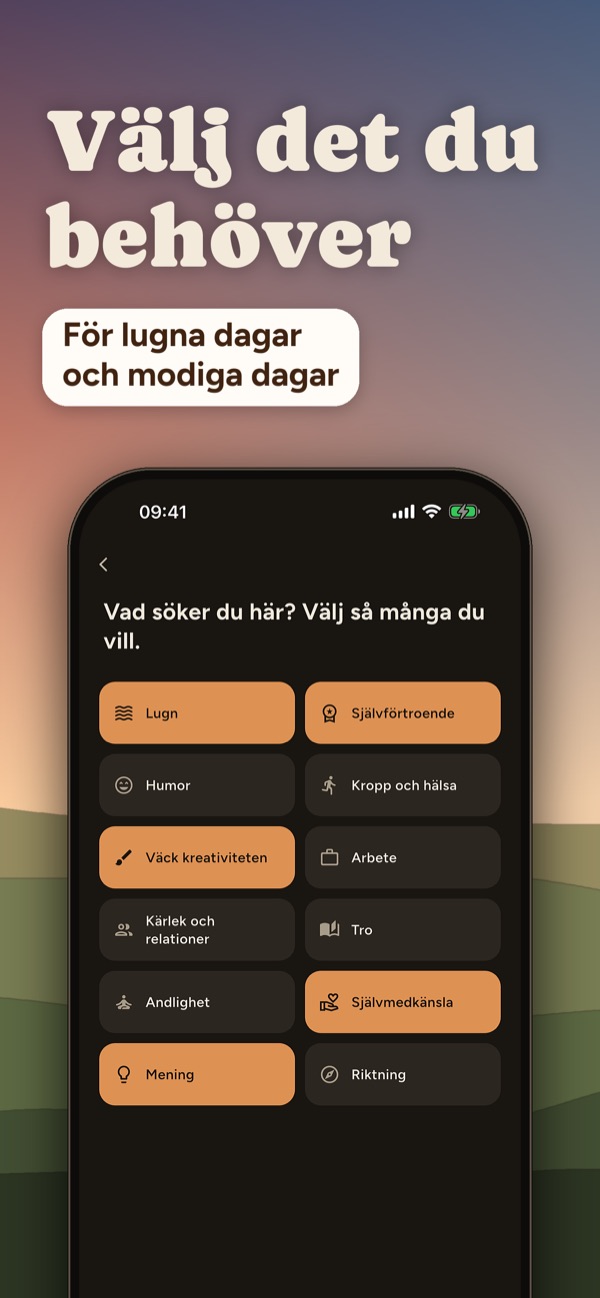 Välj det du
behöver
För lugna dagar
och modiga dagar
09:41
Vad söker du här? Välj så många du
vill.
Lugn
Självförtroende
Humor
Kropp och hälsa
Väck kreativiteten
Arbete
Kärlek och
relationer
Tro
Andlighet
Självmedkänsla
Mening
Riktning